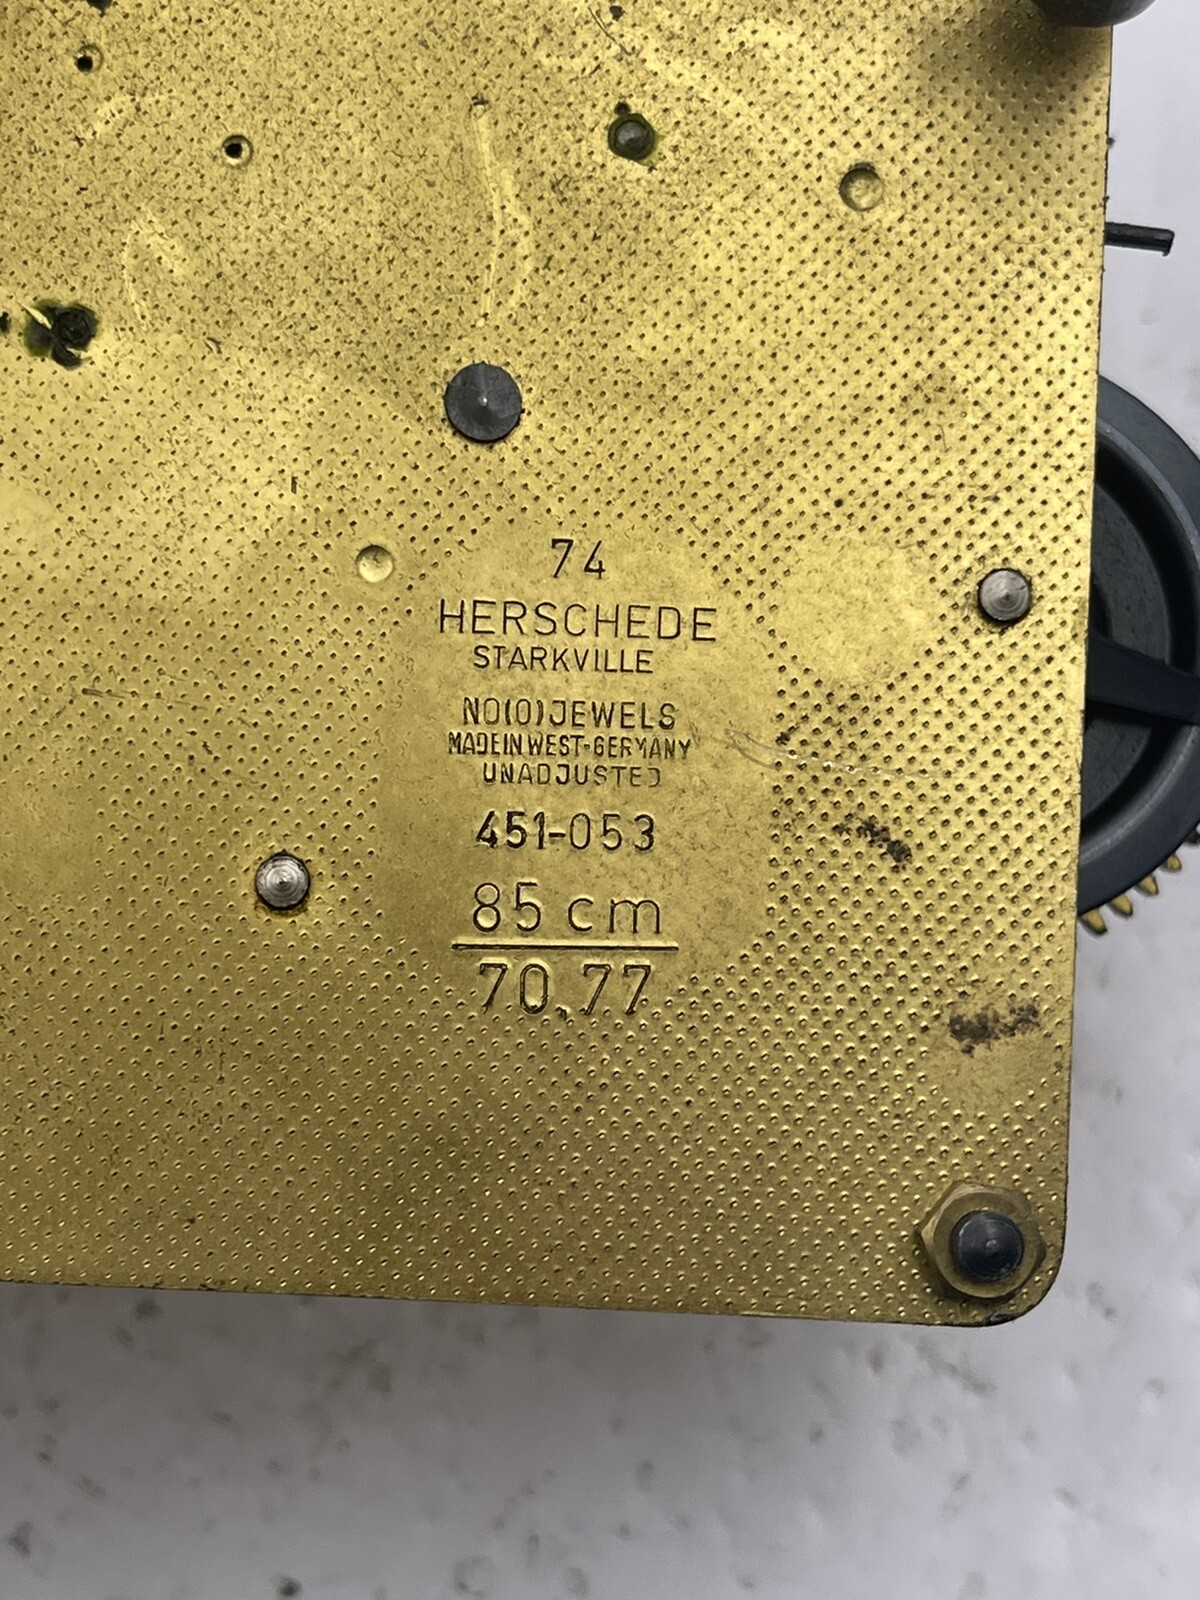 74
HERSCHEDE
STARKVILLE
NO(0)JEWELS
MADE IN WEST-GERMANY
UNADJUSTED
451-053
85 cm
70.77